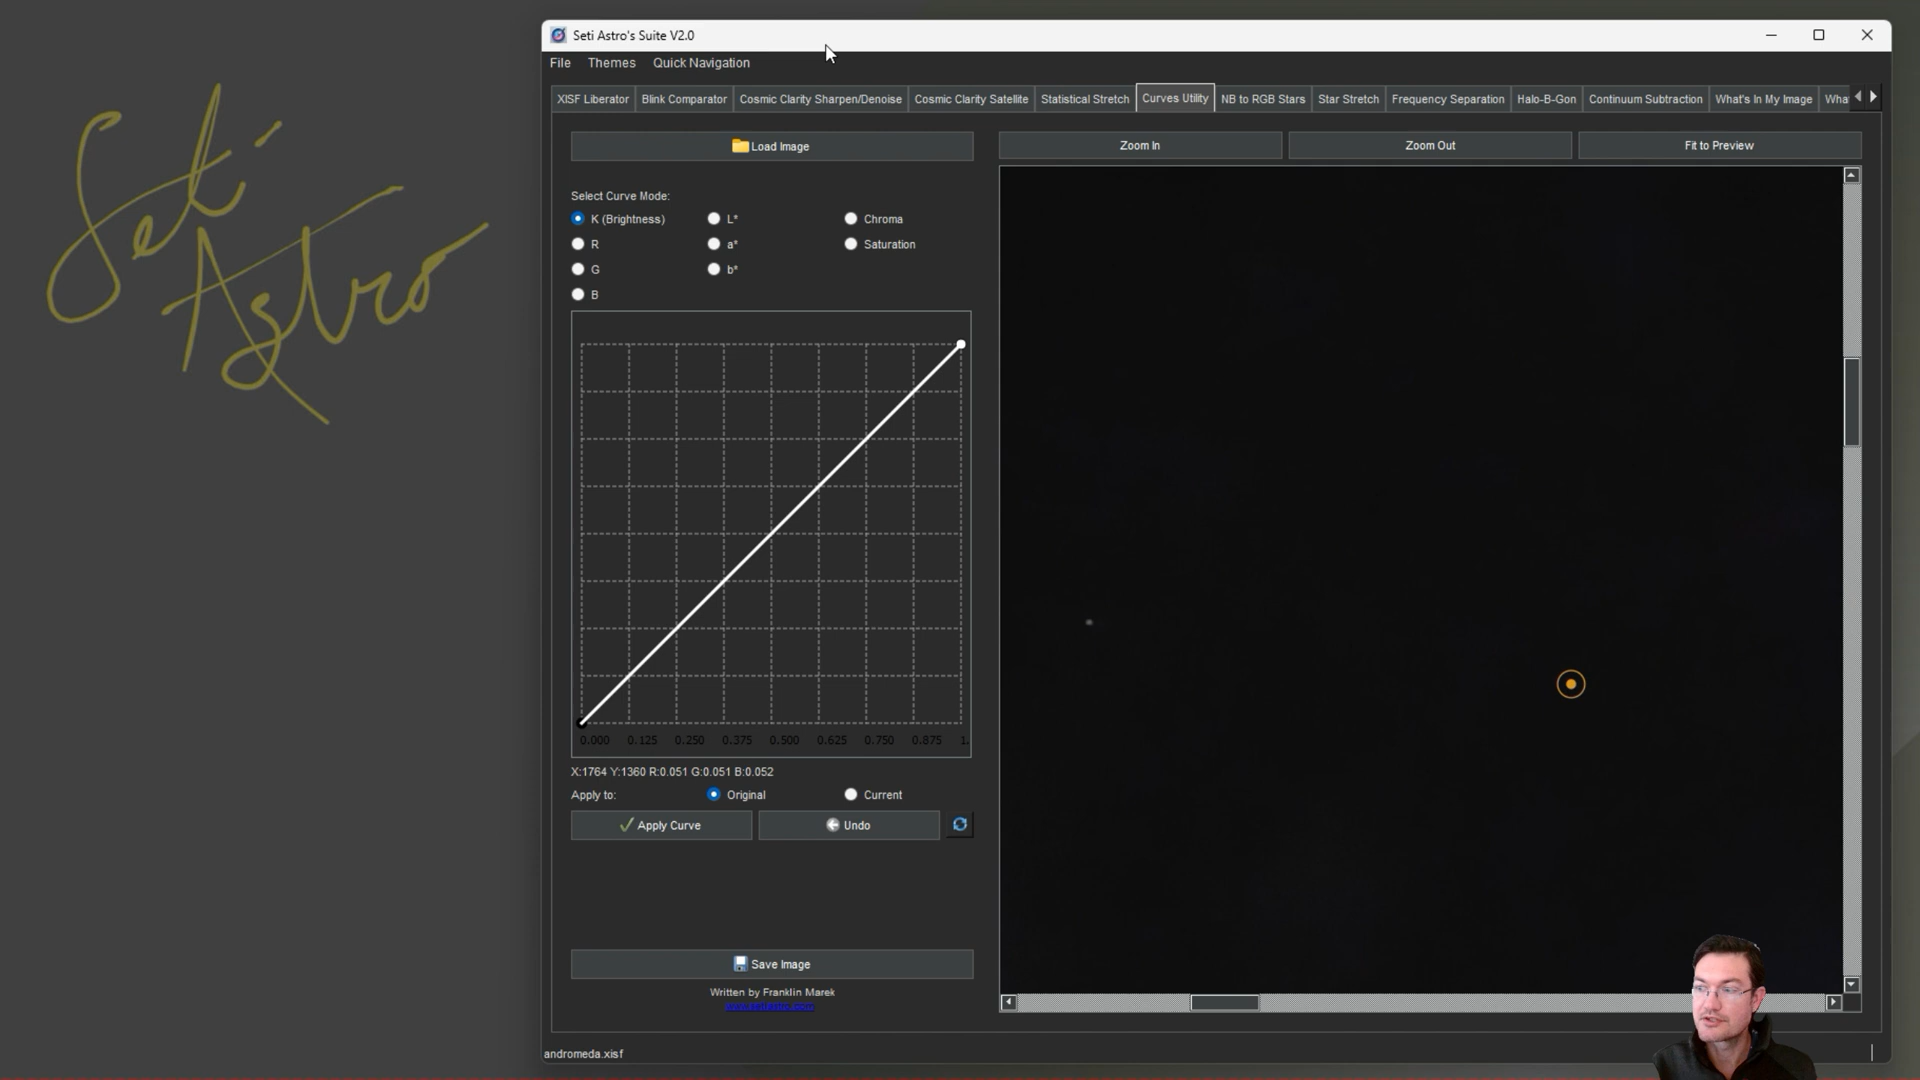 Seti
Astro
Seti Astro's Suite V2.0
File Themes Quick Navigation
XISF Liberator Blink Comparator Cosmic Clarity Sharpen/Denoise Cosmic Clarity Satellite Statistical Stretch Curves Utility NB to RGB Stars Star Stretch Frequency Separation Halo-B-Gon Continuum Subtraction What's In My Image
Load Image Zoom In Zoom Out Fit to Preview
Select Curve Mode:
K (Brightness) L* Chroma
R a* Saturation
G b*
B
0.000 0.125 0.250 0.375 0.500 0.625 0.750 0.875 1.
X:1764 Y:1360 R:0.051 G:0.051 B:0.052
Apply to: Original Current
Apply Curve Undo
Save Image
Written by Franklin Marek
www.setiastro.com
andromeda.xisf